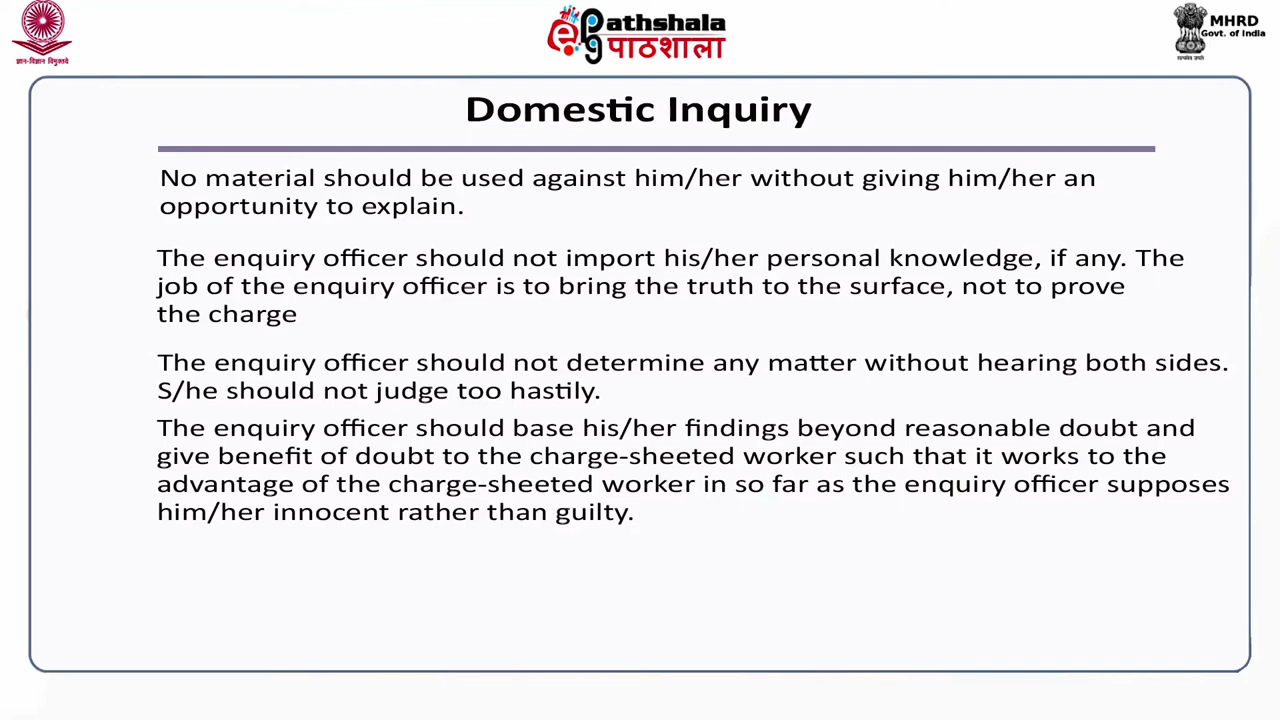 ज्ञान-विज्ञान विमुक्तये
ePathshala
पाठशाला
MHRD
Govt. of India
सत्यमेव जयते
Domestic Inquiry
No material should be used against him/her without giving him/her an
opportunity to explain.
The enquiry officer should not import his/her personal knowledge, if any. The
job of the enquiry officer is to bring the truth to the surface, not to prove
the charge
The enquiry officer should not determine any matter without hearing both sides.
S/he should not judge too hastily.
The enquiry officer should base his/her findings beyond reasonable doubt and
give benefit of doubt to the charge-sheeted worker such that it works to the
advantage of the charge-sheeted worker in so far as the enquiry officer supposes
him/her innocent rather than guilty.